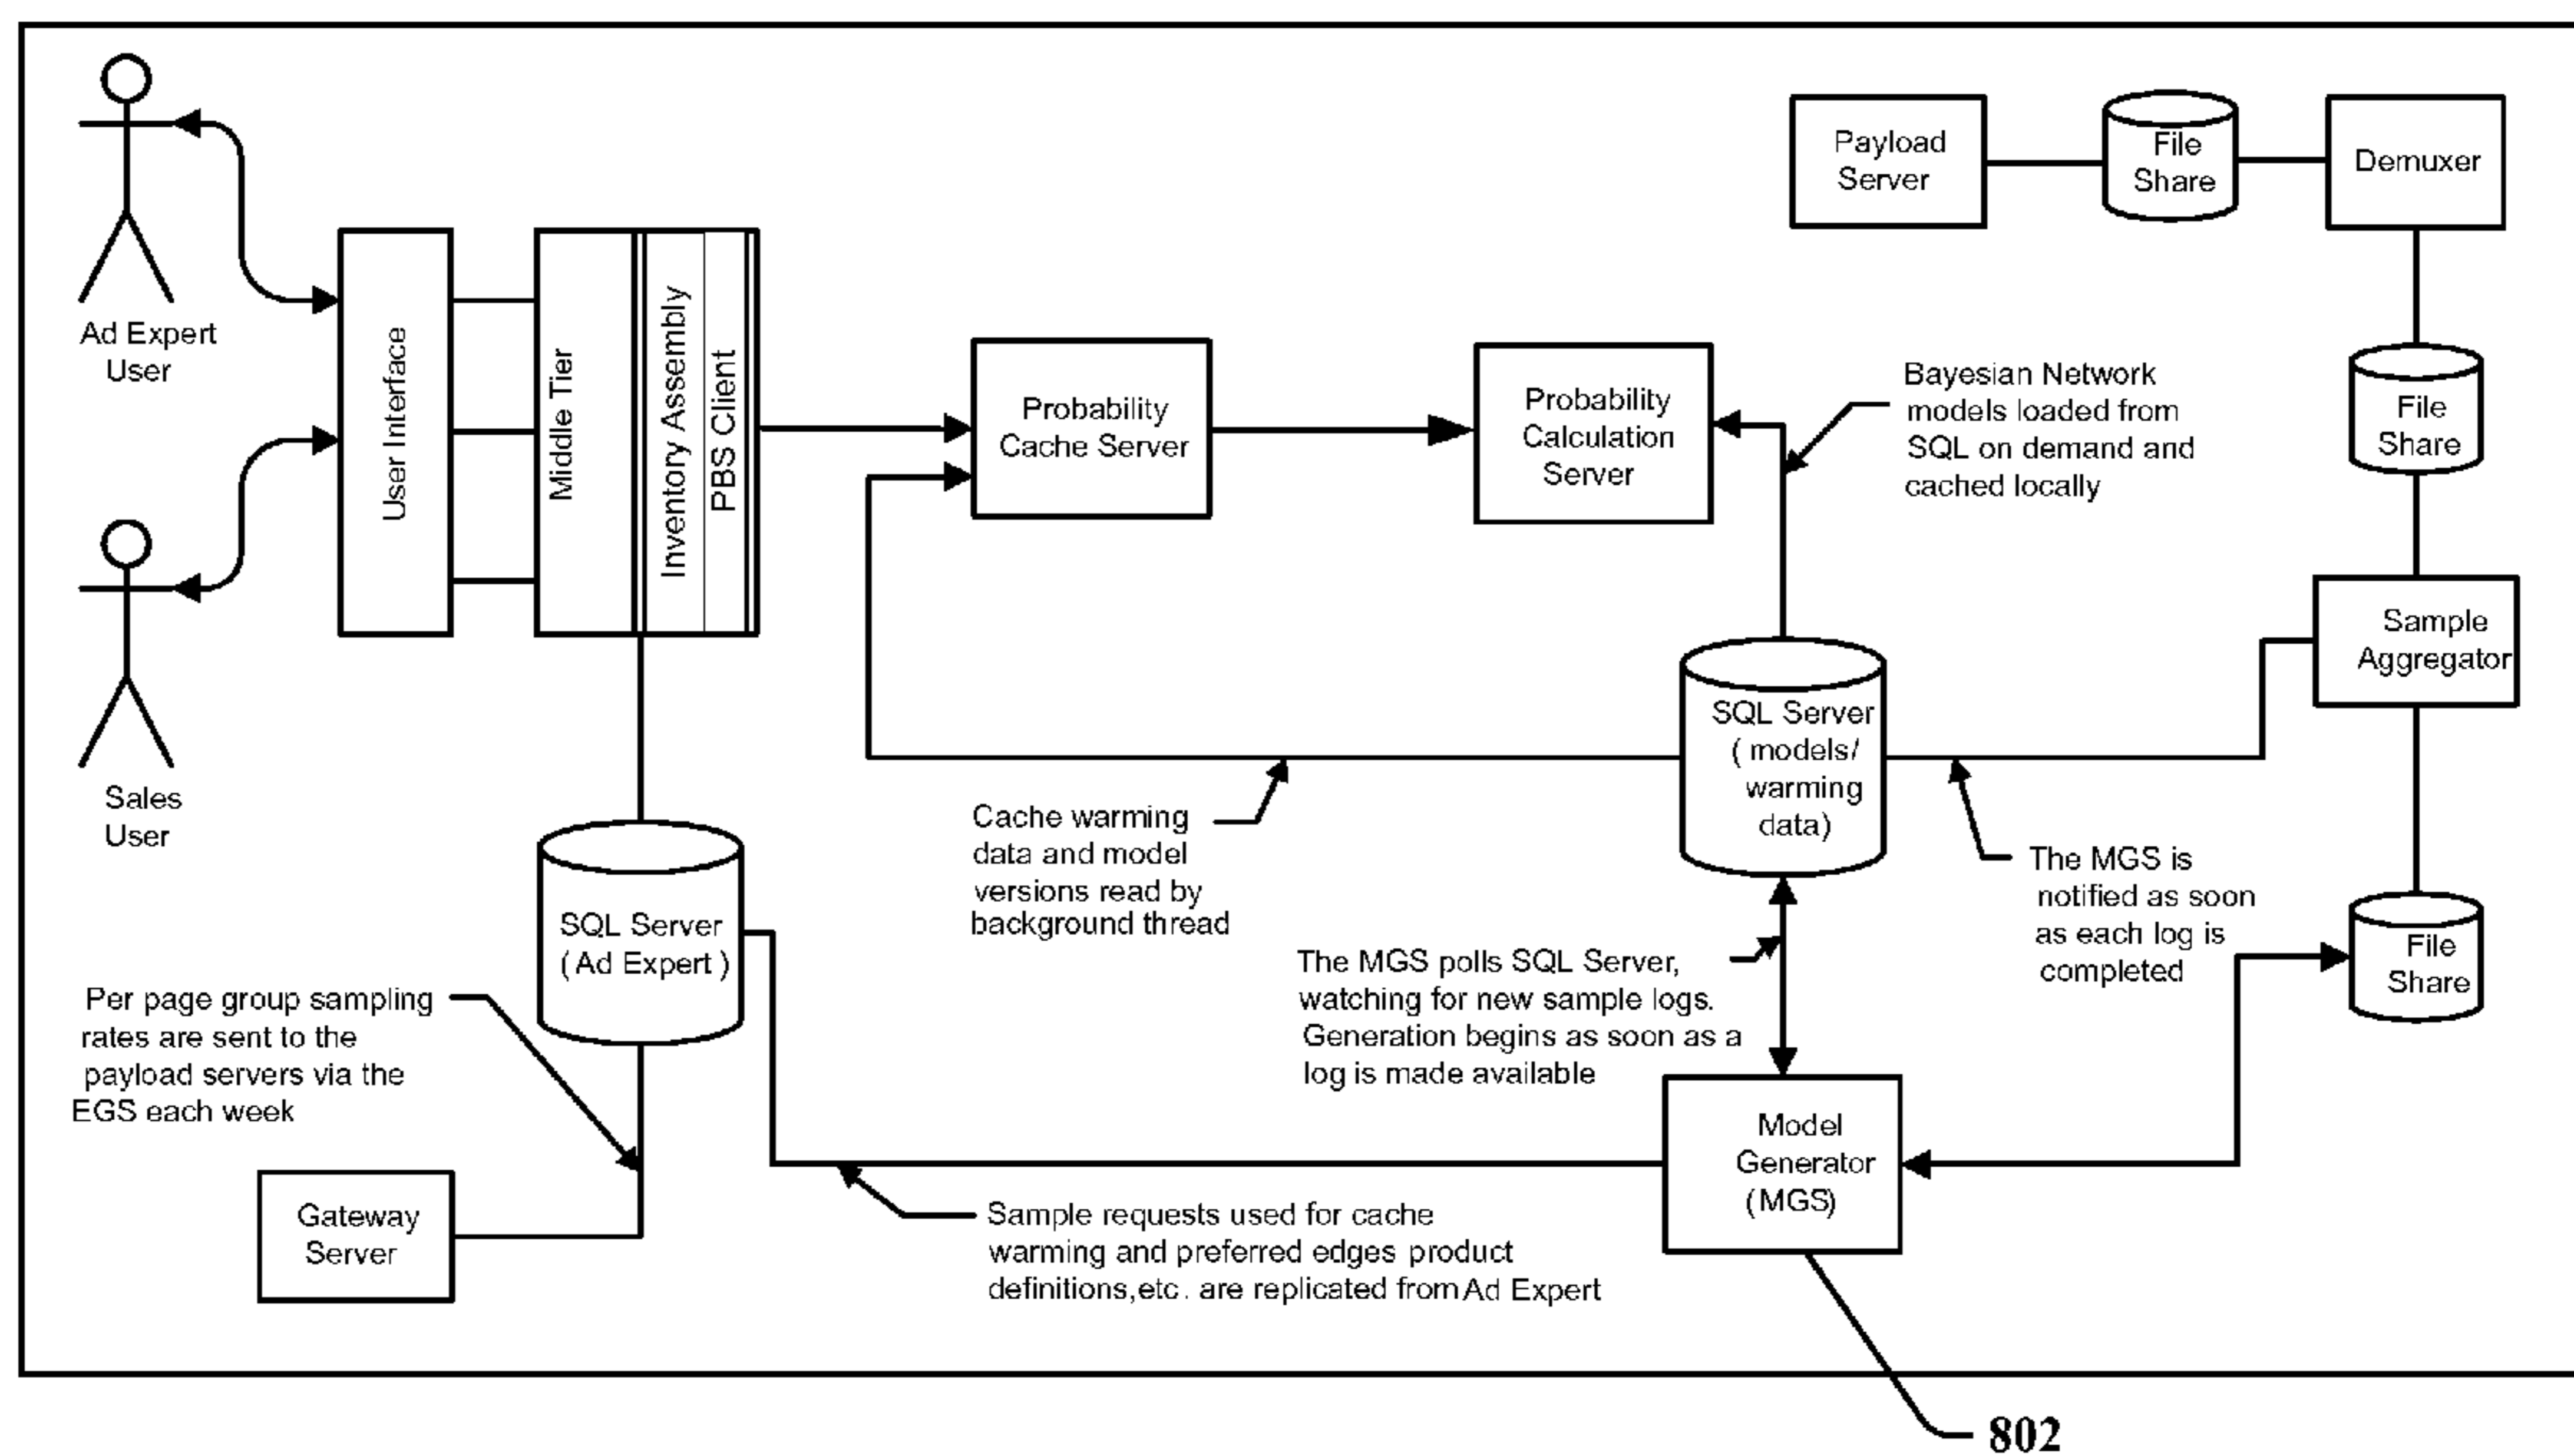 Ad Expert
User
Sales
User
User Interface
Middle Tier
Inventory Assembly
PBS Client
Probability
Cache Server
Probability
Calculation
Server
Payload
Server
File
Share
Demuxer
Bayesian Network
models loaded from
SQL on demand and
cached locally
File
Share
Sample
Aggregator
SQL Server
( models/
warming
data)
Cache warming
data and model
versions read by
background thread
The MGS is
notified as soon
as each log is
completed
File
Share
SQL Server
( Ad Expert )
Per page group sampling
rates are sent to the
payload servers via the
EGS each week
The MGS polls SQL Server,
watching for new sample logs.
Generation begins as soon as a
log is made available
Model
Generator
(MGS)
Gateway
Server
Sample requests used for cache
warming and preferred edges product
definitions,etc. are replicated from Ad Expert
802